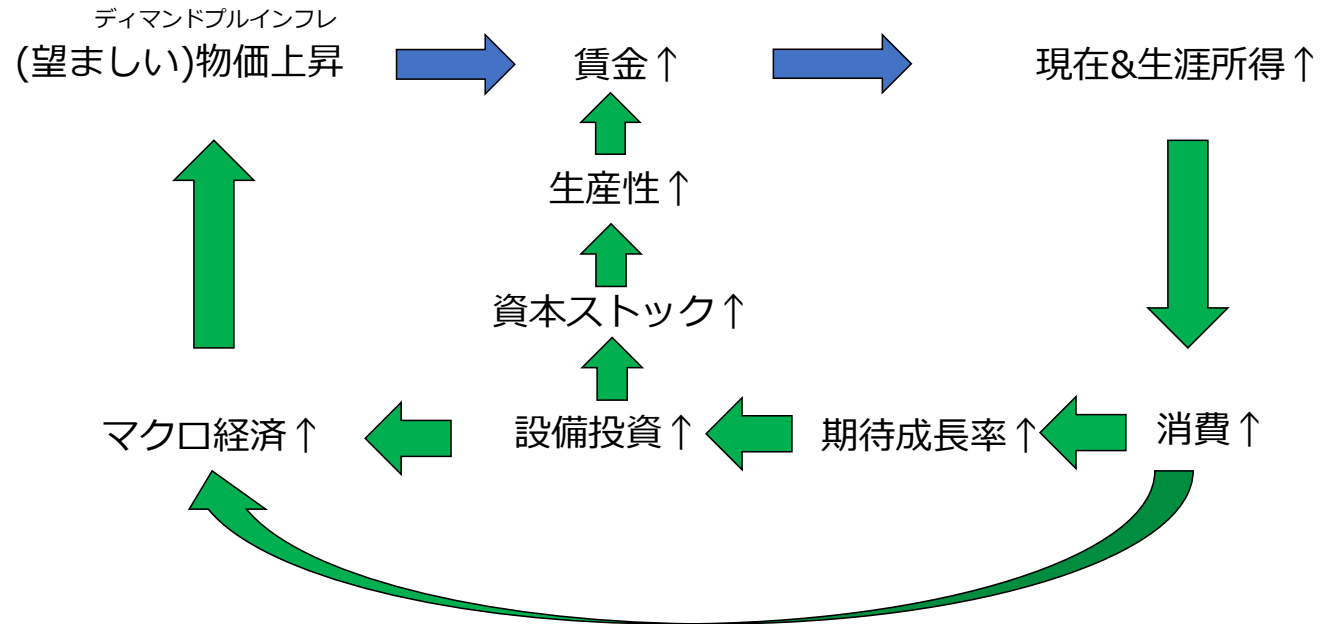 ディマンドプルインフレ
(望ましい)物価上昇
賃金↑
現在&生涯所得↑
生産性↑
資本ストック↑
マクロ経済↑
設備投資↑
期待成長率↑
消費↑